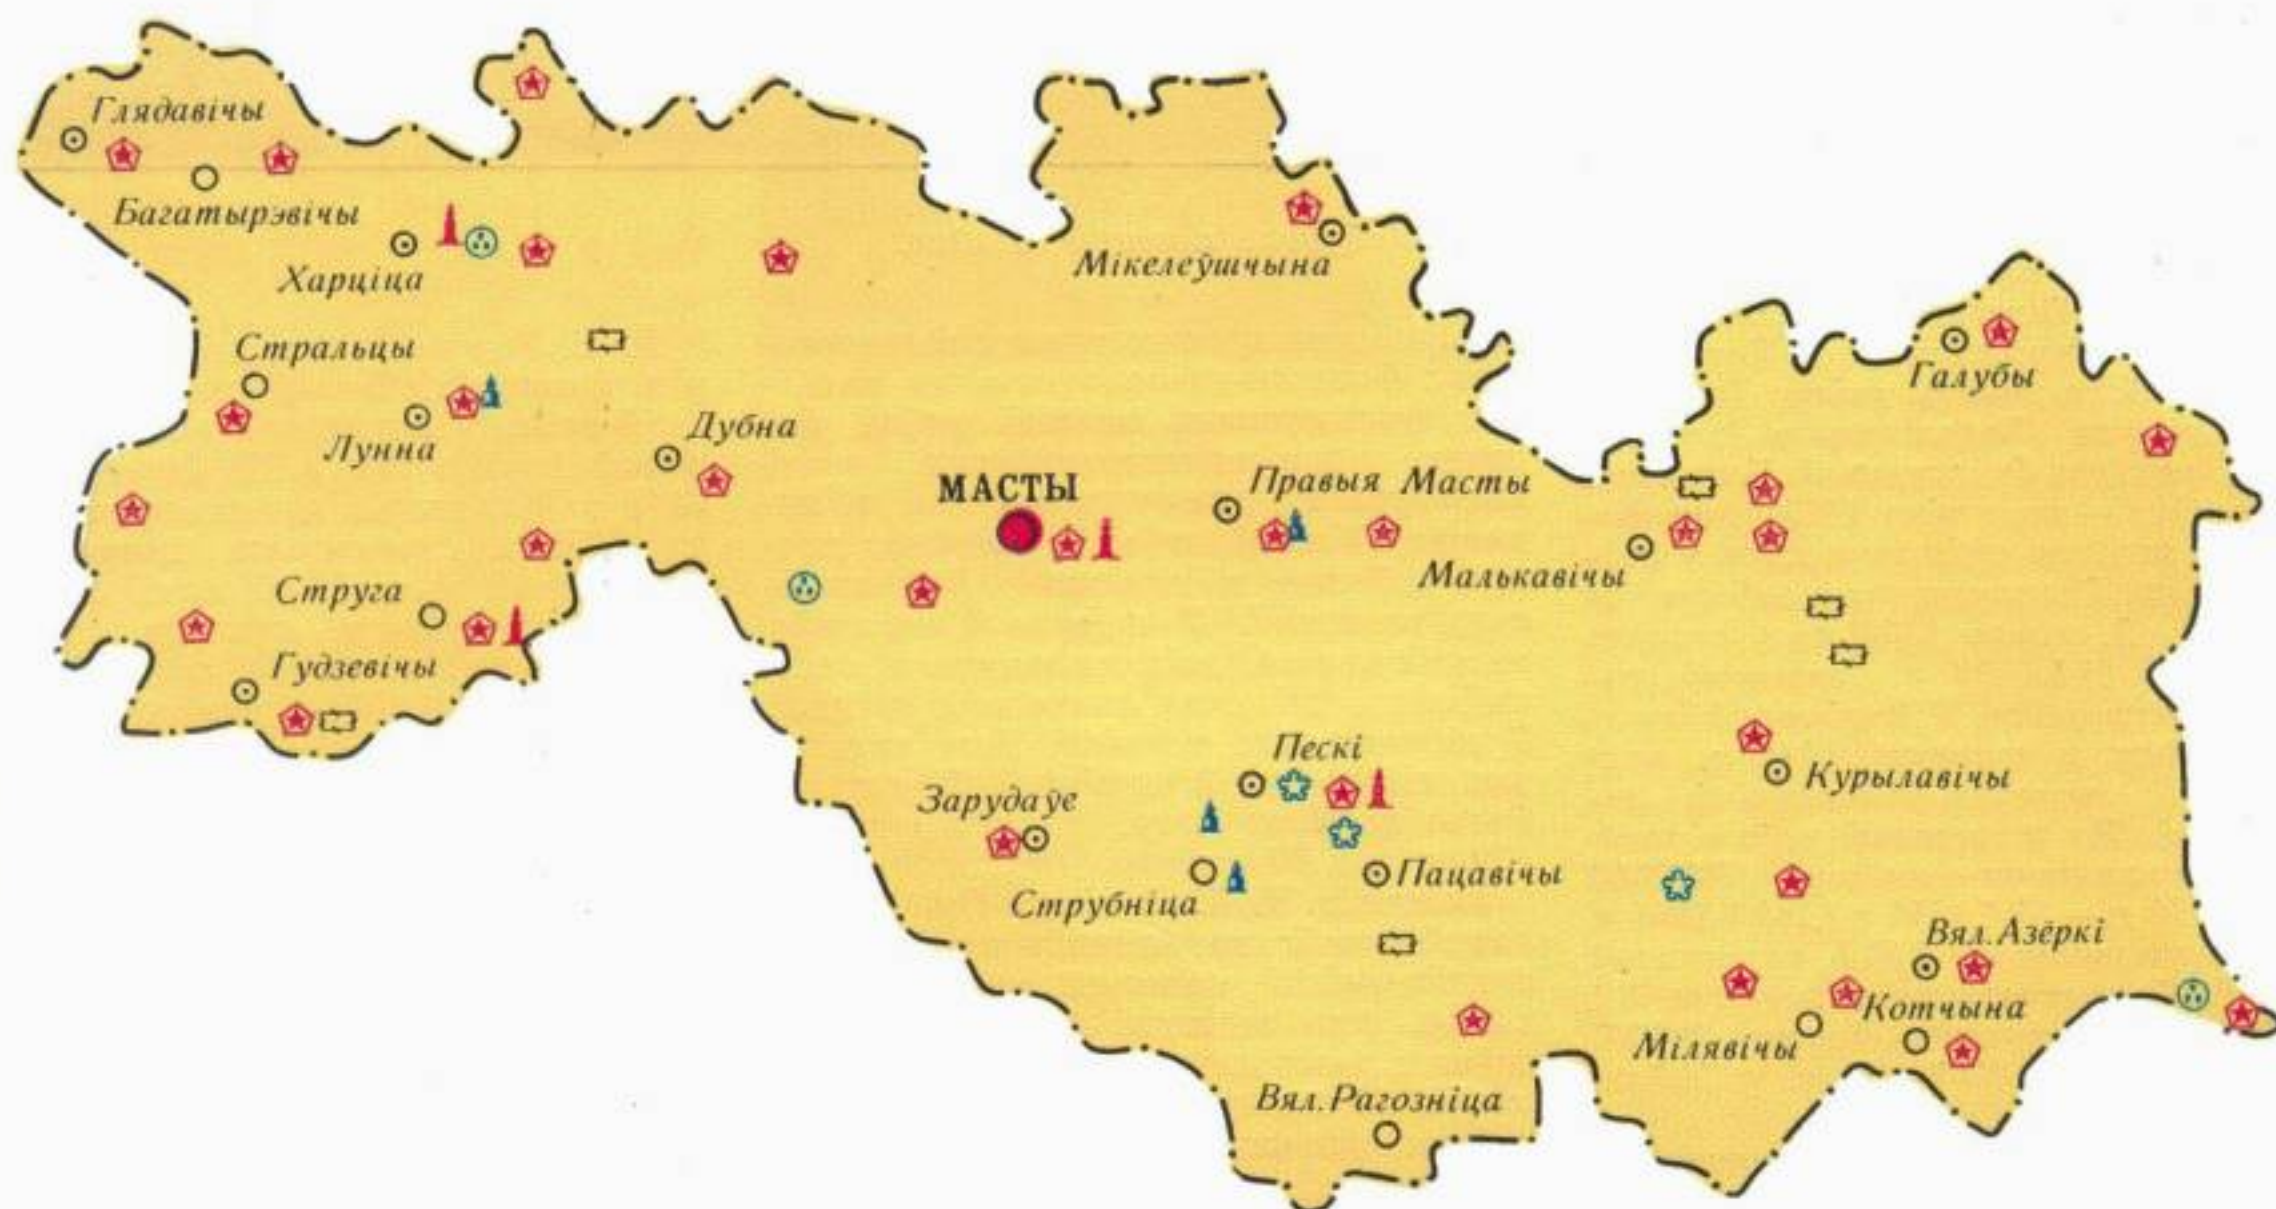 Глядавічы
Багатырэвічы
Харціца
Мікелеўшчына
Стральцы
Галубы
Лунна
Дубна
МАСТЫ
Правыя Масты
Малькавічы
Струга
Гудзевічы
Пескі
Курылавічы
Зарудаўе
Пацавічы
Струбніца
Вял. Азёркі
Котчына
Мілявічы
Вял. Рагозніца